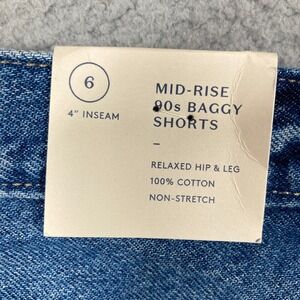 6
4" INSEAM
MID-RISE
90s BAGGY
SHORTS
–
RELAXED HIP & LEG
100% COTTON
NON-STRETCH